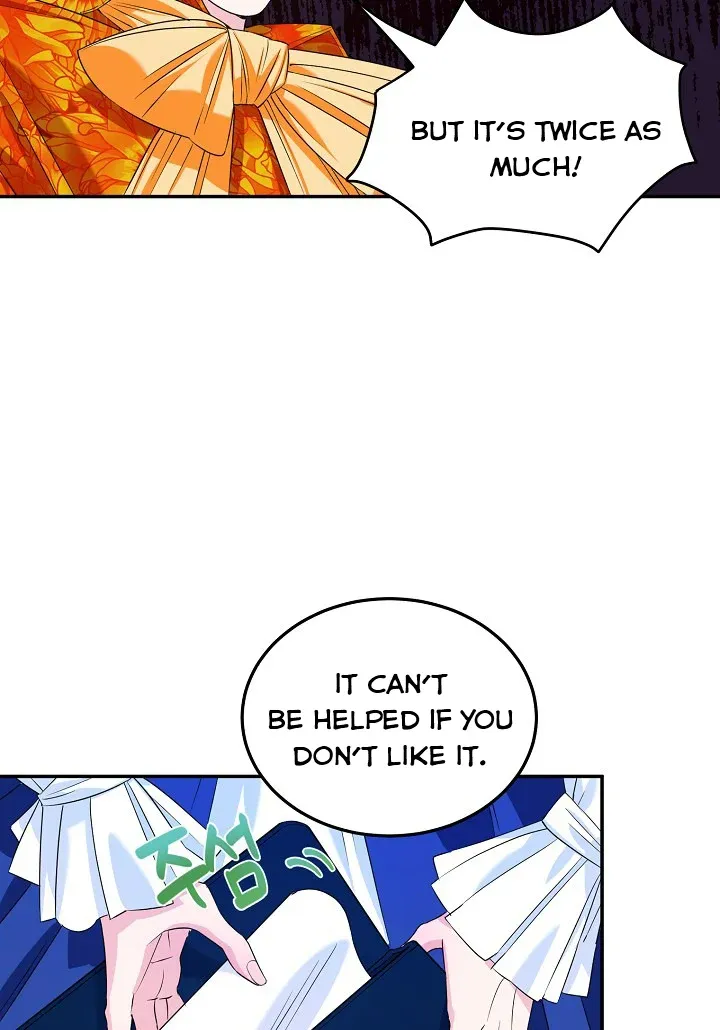 BUT IT'S TWICE AS
MUCH!
IT CAN'T
BE HELPED IF YOU
DON'T LIKE IT.
주섬